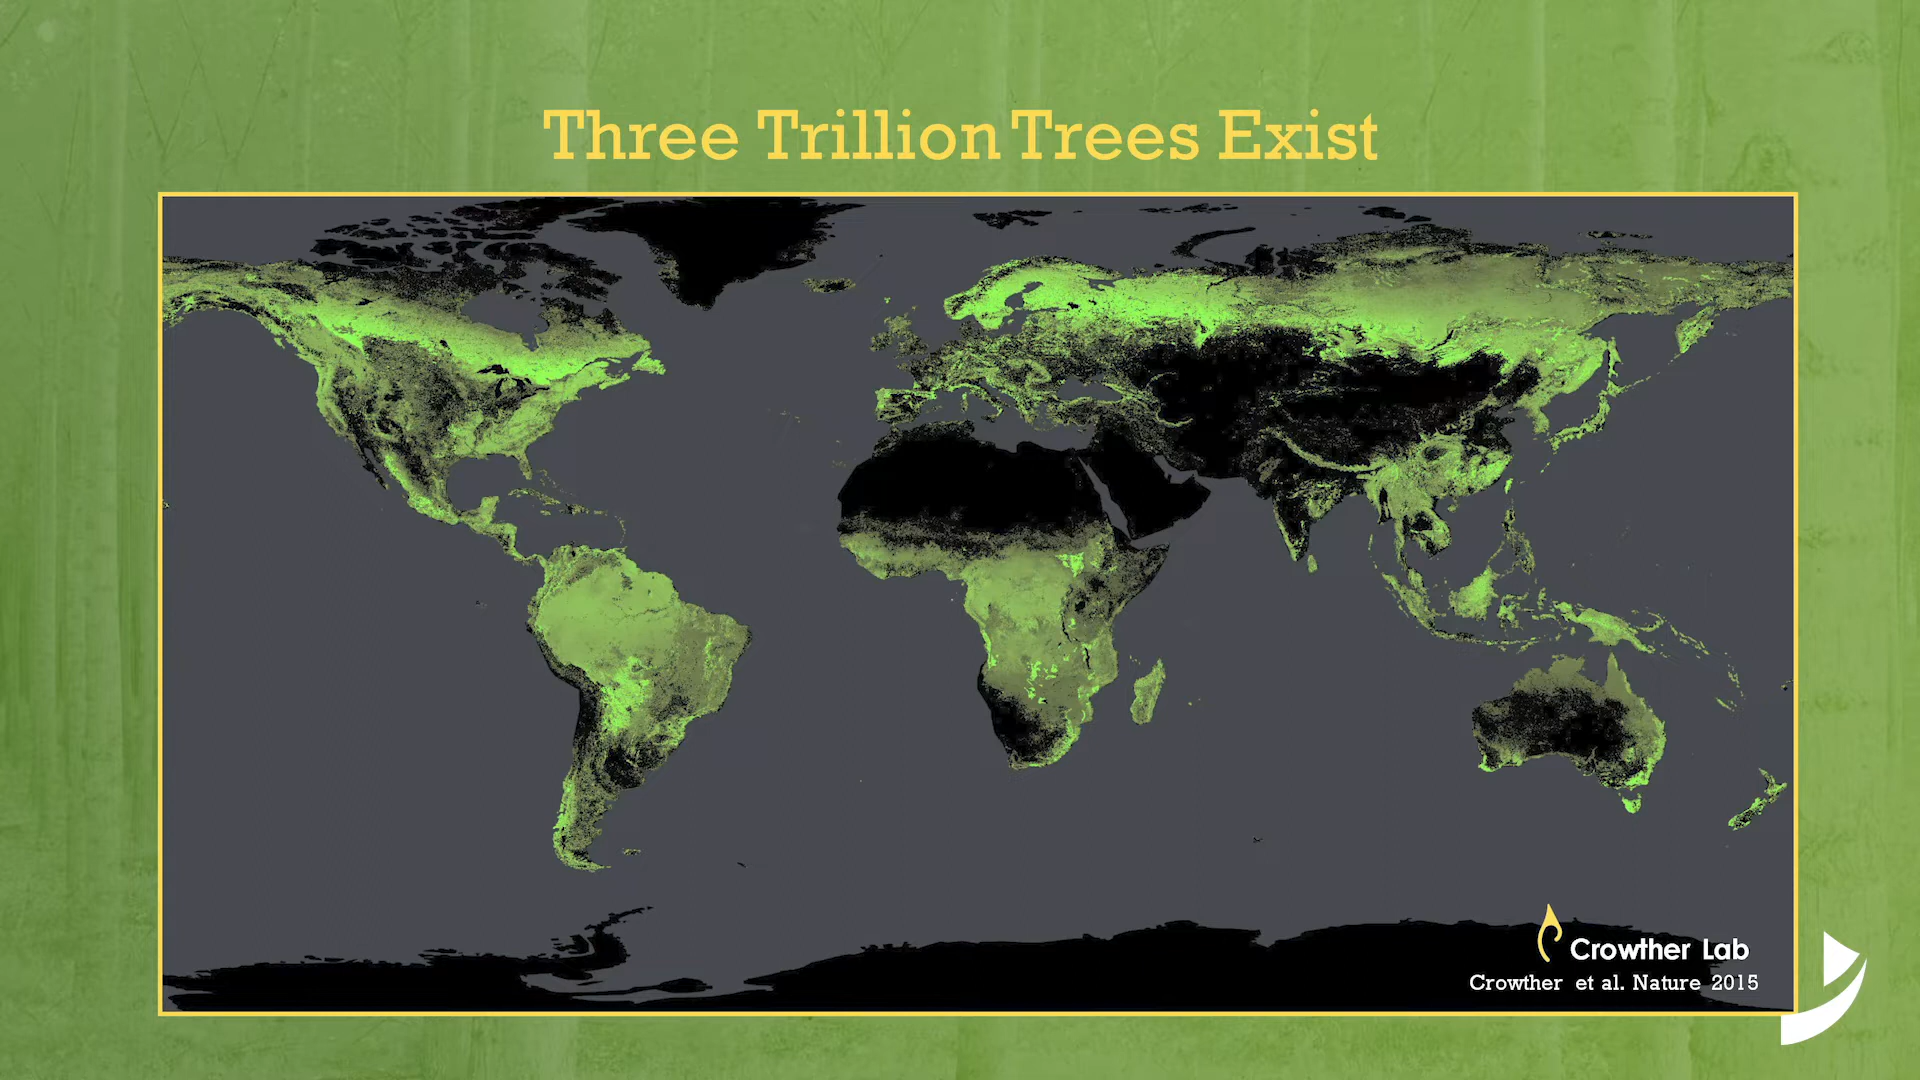 Three Trillion Trees Exist
Crowther Lab
Crowther et al. Nature 2015